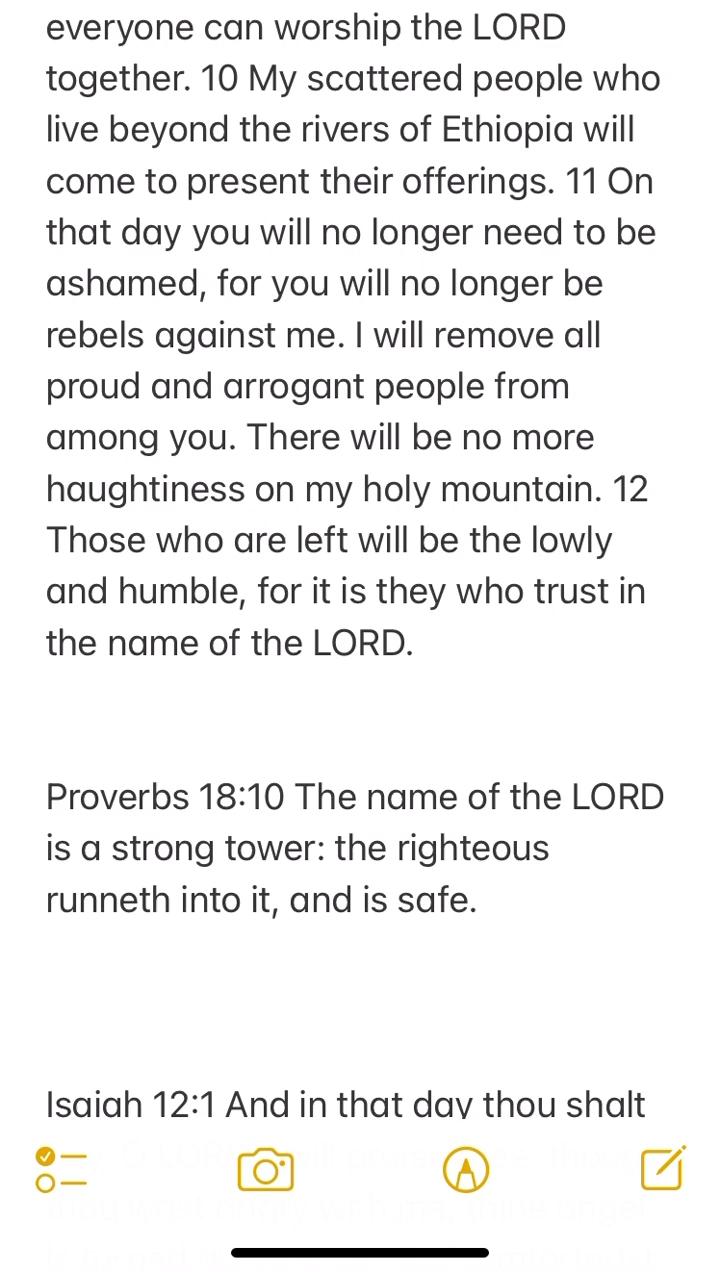 everyone can worship the LORD
together. 10 My scattered people who
live beyond the rivers of Ethiopia will
come to present their offerings. 11 On
that day you will no longer need to be
ashamed, for you will no longer be
rebels against me. I will remove all
proud and arrogant people from
among you. There will be no more
haughtiness on my holy mountain. 12
Those who are left will be the lowly
and humble, for it is they who trust in
the name of the LORD.
Proverbs 18:10 The name of the LORD
is a strong tower: the righteous
runneth into it, and is safe.
Isaiah 12:1 And in that day thou shalt